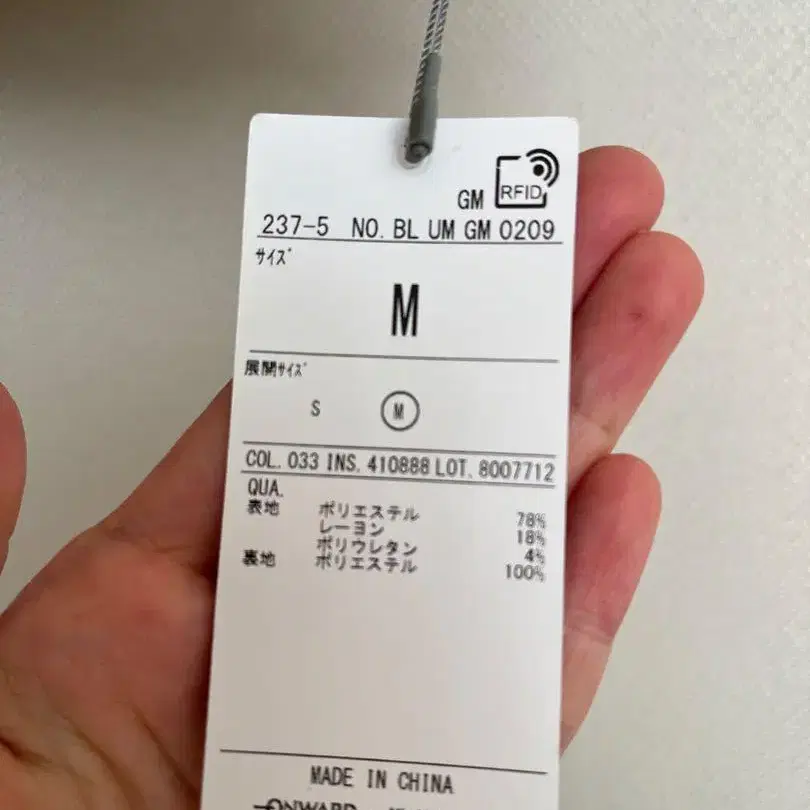 RFID
GM
237-5 NO. BL UM GM 0209
サイズ
M
展開サイズ
S M
COL. 033 INS. 410888 LOT. 8007712
QUA.
表地 ポリエステル 78%
レーヨン 18%
ポリウレタン 4%
裏地 ポリエステル 100%
MADE IN CHINA
ONWARD